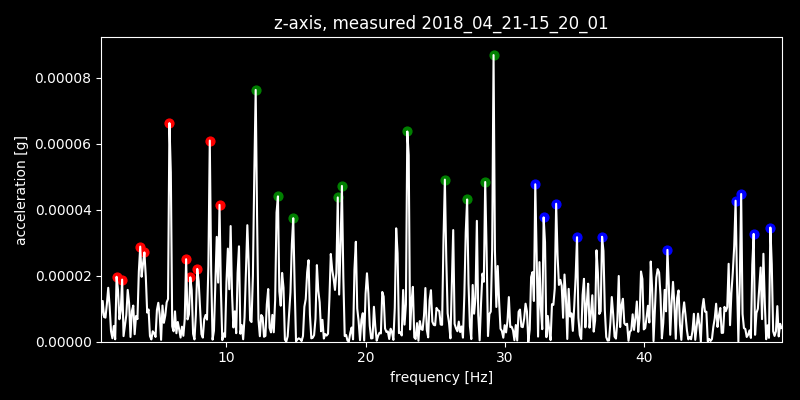 z-axis, measured 2018_04_21-15_20_01
0.00008
0.00006
0.00004
0.00002
0.00000
acceleration [g]
10 20 30 40
frequency [Hz]